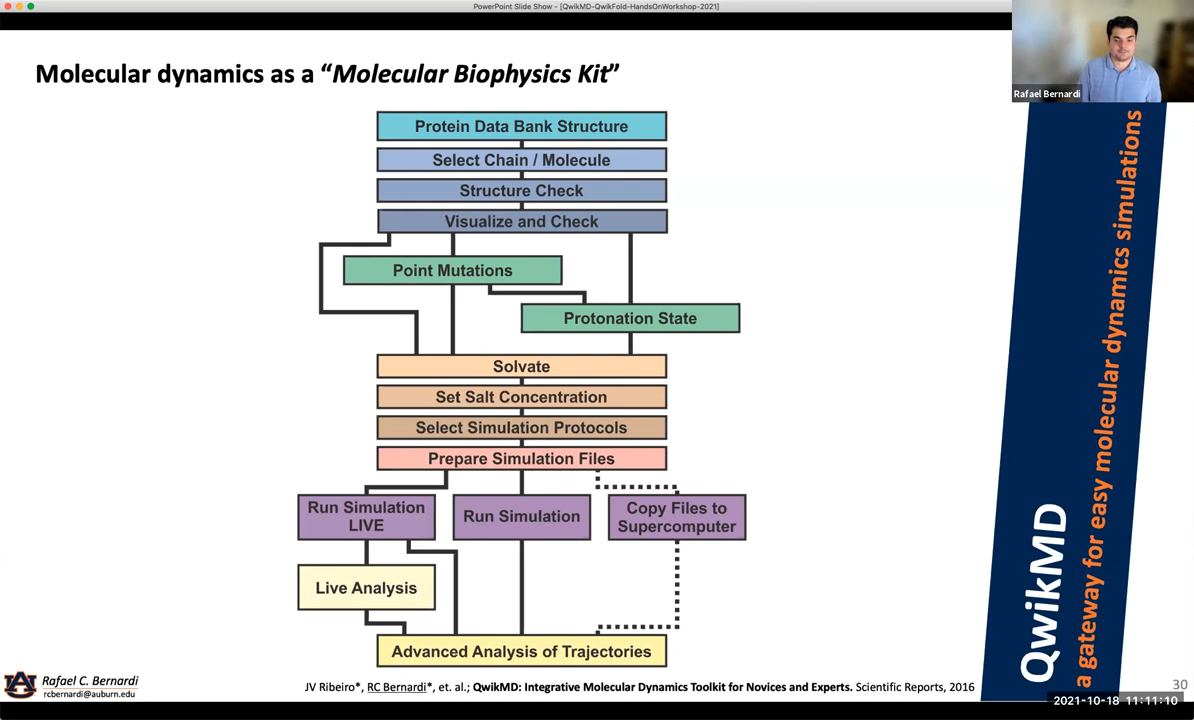 PowerPoint Slide Show - [QwikMD-QwikFold-HandsOnWorkshop-2021]
Rafael Bernardi
Molecular dynamics as a “Molecular Biophysics Kit”
Protein Data Bank Structure
Select Chain / Molecule
Structure Check
Visualize and Check
Point Mutations
Protonation State
Solvate
Set Salt Concentration
Select Simulation Protocols
Prepare Simulation Files
Run Simulation
LIVE
Run Simulation
Copy Files to
Supercomputer
Live Analysis
Advanced Analysis of Trajectories
QwikMD
a gateway for easy molecular dynamics simulations
Rafael C. Bernardi
rcbernardi@auburn.edu
JV Ribeiro*, RC Bernardi*, et. al.; QwikMD: Integrative Molecular Dynamics Toolkit for Novices and Experts. Scientific Reports, 2016
30
2021-10-18 11:11:10